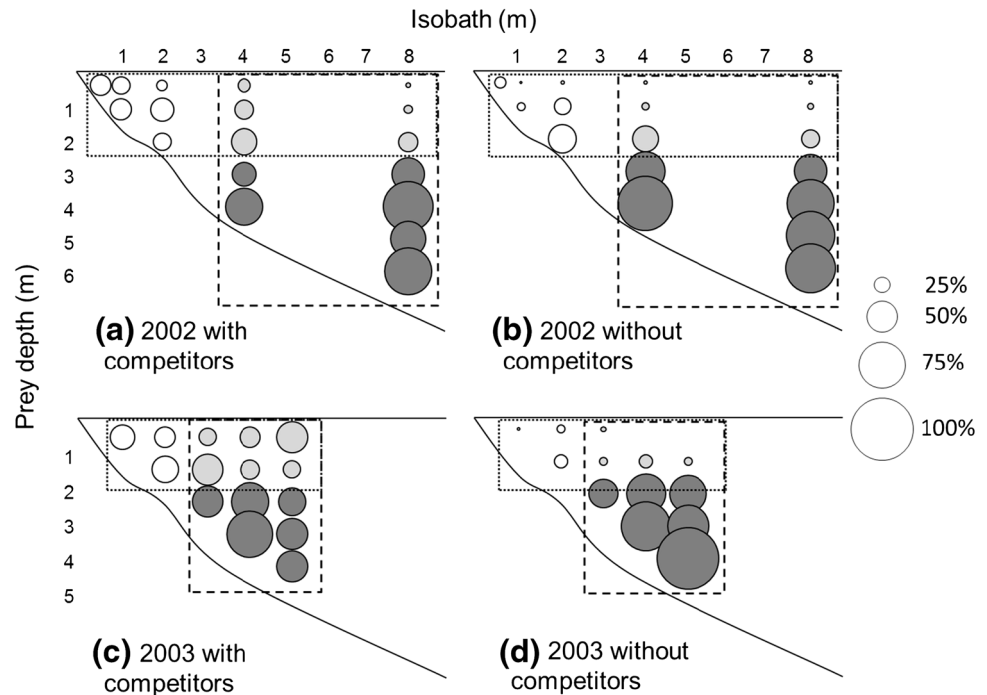 Isobath (m)
1 2 3 4 5 6 7 8
1 2 3 4 5 6 7 8
Prey depth (m)
1
2
3
4
5
6
(a) 2002 with
competitors
(b) 2002 without
competitors
25%
50%
75%
100%
1
2
3
4
5
(c) 2003 with
competitors
(d) 2003 without
competitors